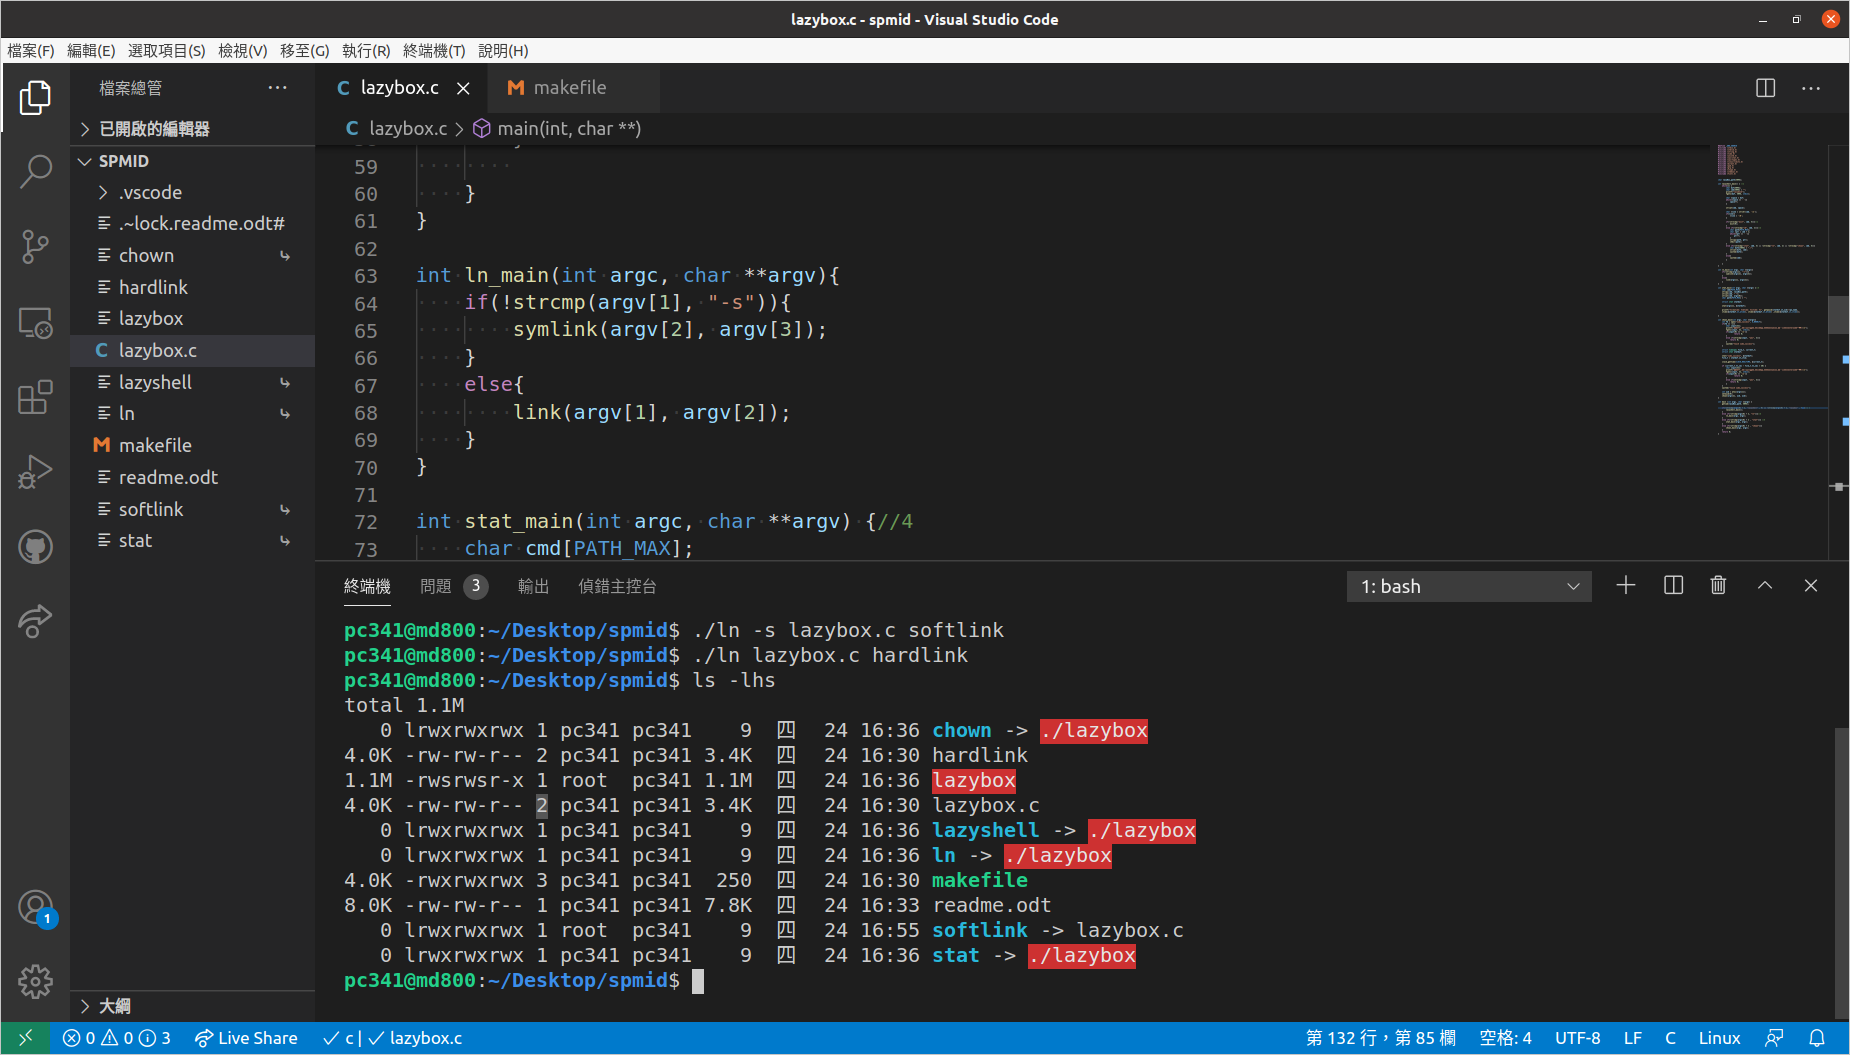 lazybox.c - spmid - Visual Studio Code
檔案(F) 編輯(E) 選取項目(S) 檢視(V) 移至(G) 執行(R) 終端機(T) 說明(H)
檔案總管
已開啟的編輯器
SPMID
.vscode
.~lock.readme.odt#
chown
hardlink
lazybox
C lazybox.c
lazyshell
ln
M makefile
readme.odt
softlink
stat
大綱
C lazybox.c
M makefile
C lazybox.c > main(int, char **)
59
60 }
61 }
62
63 int ln_main(int argc, char **argv){
64 if(!strcmp(argv[1], "-s")){
65 symlink(argv[2], argv[3]);
66 }
67 else{
68 link(argv[1], argv[2]);
69 }
70 }
71
72 int stat_main(int argc, char **argv) {//4
73 char cmd[PATH_MAX];
終端機 問題 3 輸出 偵錯主控台
1: bash
pc341@md800:~/Desktop/spmid$ ./ln -s lazybox.c softlink
pc341@md800:~/Desktop/spmid$ ./ln lazybox.c hardlink
pc341@md800:~/Desktop/spmid$ ls -lhs
total 1.1M
0 lrwxrwxrwx 1 pc341 pc341 9 四 24 16:36 chown -> ./lazybox
4.0K -rw-rw-r-- 2 pc341 pc341 3.4K 四 24 16:30 hardlink
1.1M -rwsrwsr-x 1 root pc341 1.1M 四 24 16:36 lazybox
4.0K -rw-rw-r-- 2 pc341 pc341 3.4K 四 24 16:30 lazybox.c
0 lrwxrwxrwx 1 pc341 pc341 9 四 24 16:36 lazyshell -> ./lazybox
0 lrwxrwxrwx 1 pc341 pc341 9 四 24 16:36 ln -> ./lazybox
4.0K -rwxrwxrwx 3 pc341 pc341 250 四 24 16:30 makefile
8.0K -rw-rw-r-- 1 pc341 pc341 7.8K 四 24 16:33 readme.odt
0 lrwxrwxrwx 1 root pc341 9 四 24 16:55 softlink -> lazybox.c
0 lrwxrwxrwx 1 pc341 pc341 9 四 24 16:36 stat -> ./lazybox
pc341@md800:~/Desktop/spmid$
1
0 0 3 Live Share ✓ c | ✓ lazybox.c
第 132 行，第 85 欄 空格: 4 UTF-8 LF C Linux